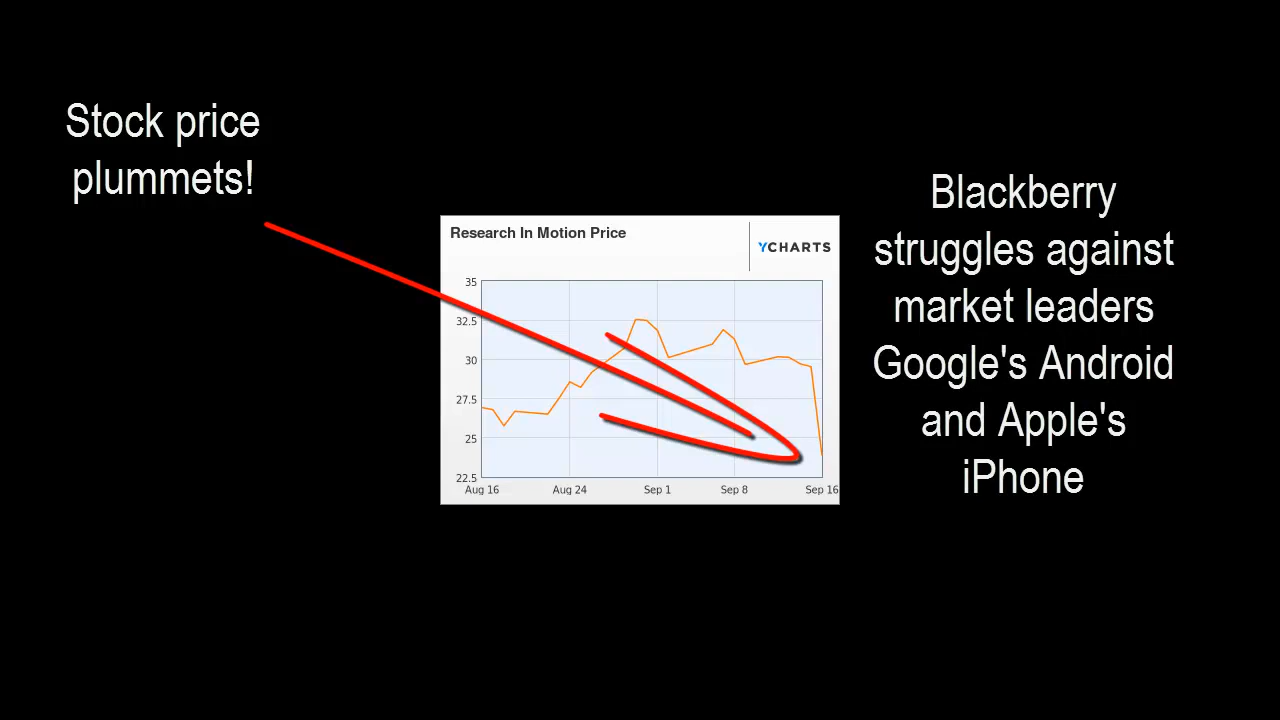 Stock price
plummets!
Blackberry
struggles against
market leaders
Google's Android
and Apple's
iPhone
Research In Motion Price
YCHARTS
35
32.5
30
27.5
25
22.5
Aug 16 Aug 24 Sep 1 Sep 8 Sep 16